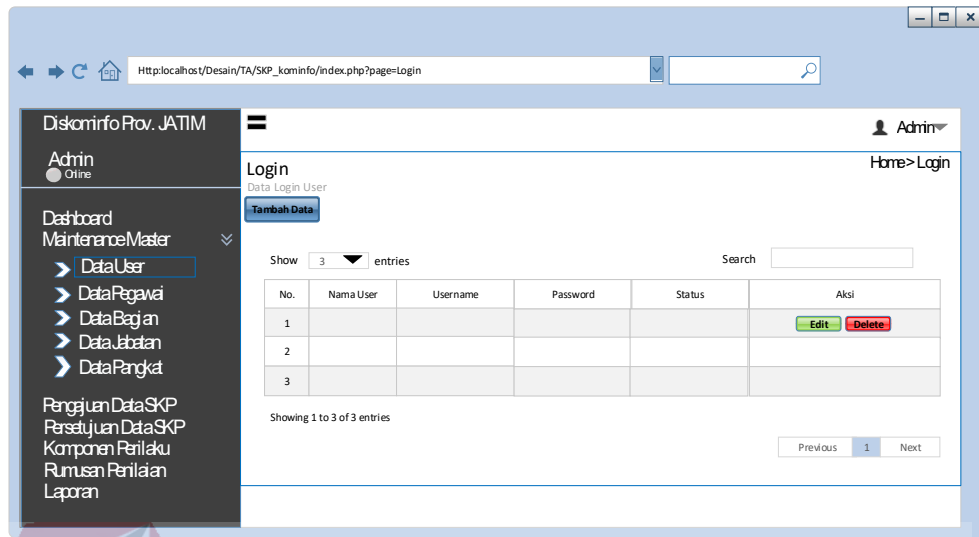 Http:localhost/Desain/TA/SKP_kominfo/index.php?page=Login
Diskominfo Prov. JATIM
Admin
Online
Dashboard
Maintenance Master
Data User
Data Pegawai
Data Bagian
Data Jabatan
Data Pangkat
Pengajuan Data SKP
Persetujuan Data SKP
Komponen Perilaku
Rumusan Penilaian
Laporan
Admin
Home > Login
Login
Data Login User
Tambah Data
Show 3 entries Search
No. Nama User Username Password Status Aksi
1 Edit Delete
2
3
Showing 1 to 3 of 3 entries
Previous 1 Next